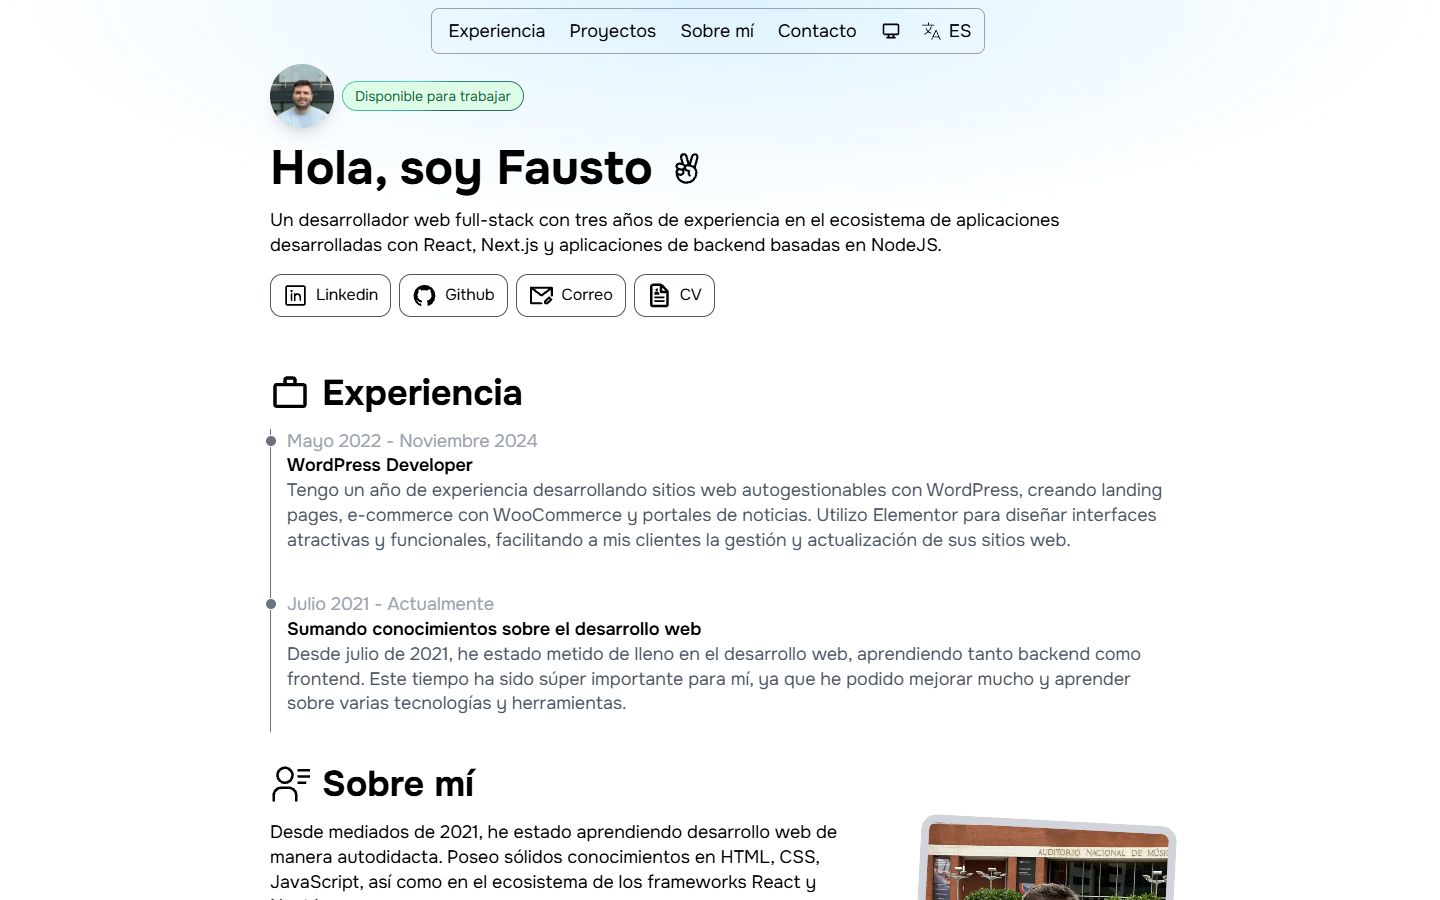 Experiencia Proyectos Sobre mí Contacto ES
Disponible para trabajar
Hola, soy Fausto
Un desarrollador web full-stack con tres años de experiencia en el ecosistema de aplicaciones
desarrolladas con React, Next.js y aplicaciones de backend basadas en NodeJS.
Linkedin Github Correo CV
Experiencia
Mayo 2022 - Noviembre 2024
WordPress Developer
Tengo un año de experiencia desarrollando sitios web autogestionables con WordPress, creando landing
pages, e-commerce con WooCommerce y portales de noticias. Utilizo Elementor para diseñar interfaces
atractivas y funcionales, facilitando a mis clientes la gestión y actualización de sus sitios web.
Julio 2021 - Actualmente
Sumando conocimientos sobre el desarrollo web
Desde julio de 2021, he estado metido de lleno en el desarrollo web, aprendiendo tanto backend como
frontend. Este tiempo ha sido súper importante para mí, ya que he podido mejorar mucho y aprender
sobre varias tecnologías y herramientas.
Sobre mí
Desde mediados de 2021, he estado aprendiendo desarrollo web de
manera autodidacta. Poseo sólidos conocimientos en HTML, CSS,
JavaScript, así como en el ecosistema de los frameworks React y
AUDITORIO NACIONAL DE